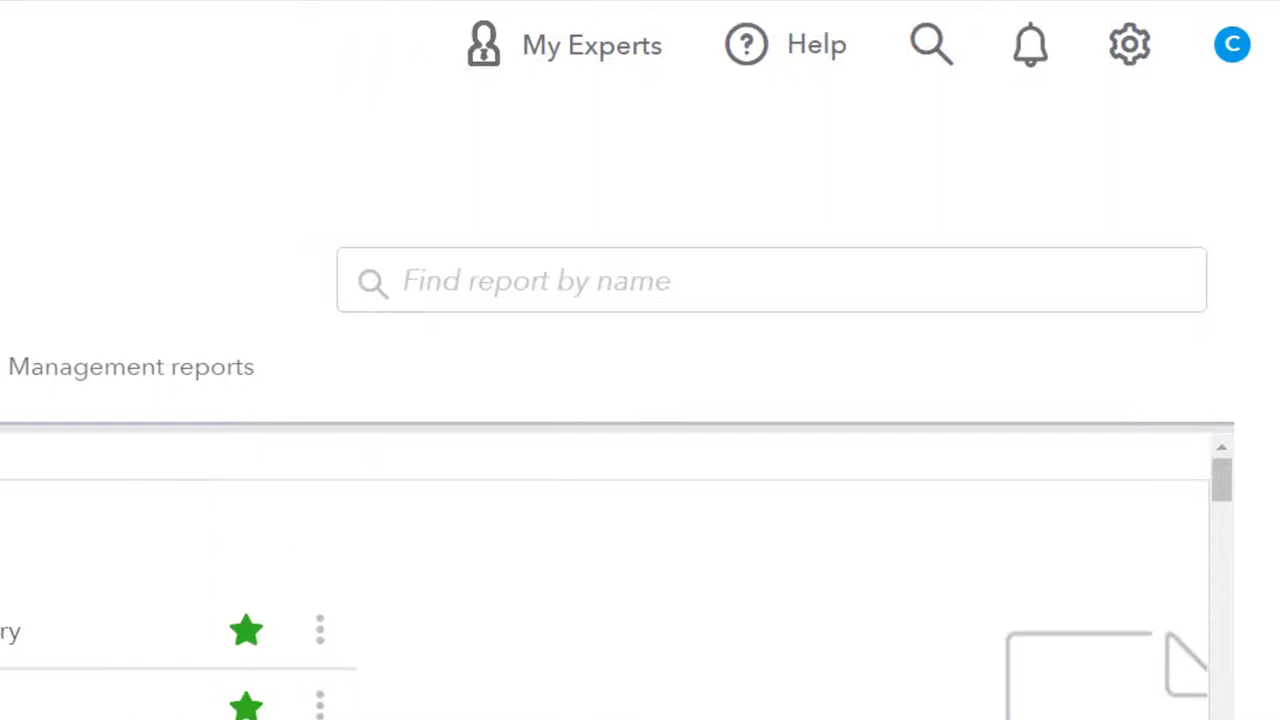 My Experts
? Help
C
Find report by name
Management reports
ry